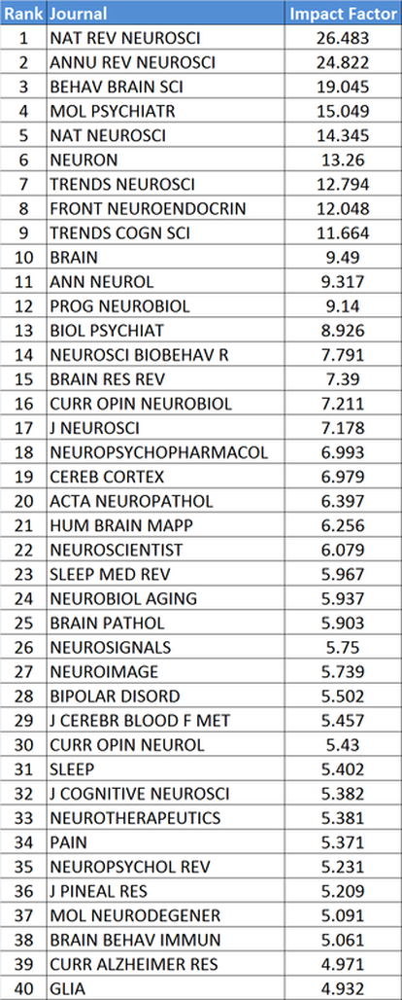 Rank Journal Impact Factor
1 NAT REV NEUROSCI 26.483
2 ANNU REV NEUROSCI 24.822
3 BEHAV BRAIN SCI 19.045
4 MOL PSYCHIATR 15.049
5 NAT NEUROSCI 14.345
6 NEURON 13.26
7 TRENDS NEUROSCI 12.794
8 FRONT NEUROENDOCRIN 12.048
9 TRENDS COGN SCI 11.664
10 BRAIN 9.49
11 ANN NEUROL 9.317
12 PROG NEUROBIOL 9.14
13 BIOL PSYCHIAT 8.926
14 NEUROSCI BIOBEHAV R 7.791
15 BRAIN RES REV 7.39
16 CURR OPIN NEUROBIOL 7.211
17 J NEUROSCI 7.178
18 NEUROPSYCHOPHARMACOL 6.993
19 CEREB CORTEX 6.979
20 ACTA NEUROPATHOL 6.397
21 HUM BRAIN MAPP 6.256
22 NEUROSCIENTIST 6.079
23 SLEEP MED REV 5.967
24 NEUROBIOL AGING 5.937
25 BRAIN PATHOL 5.903
26 NEUROSIGNALS 5.75
27 NEUROIMAGE 5.739
28 BIPOLAR DISORD 5.502
29 J CEREBR BLOOD F MET 5.457
30 CURR OPIN NEUROL 5.43
31 SLEEP 5.402
32 J COGNITIVE NEUROSCI 5.382
33 NEUROTHERAPEUTICS 5.381
34 PAIN 5.371
35 NEUROPSYCHOL REV 5.231
36 J PINEAL RES 5.209
37 MOL NEURODEGENER 5.091
38 BRAIN BEHAV IMMUN 5.061
39 CURR ALZHEIMER RES 4.971
40 GLIA 4.932